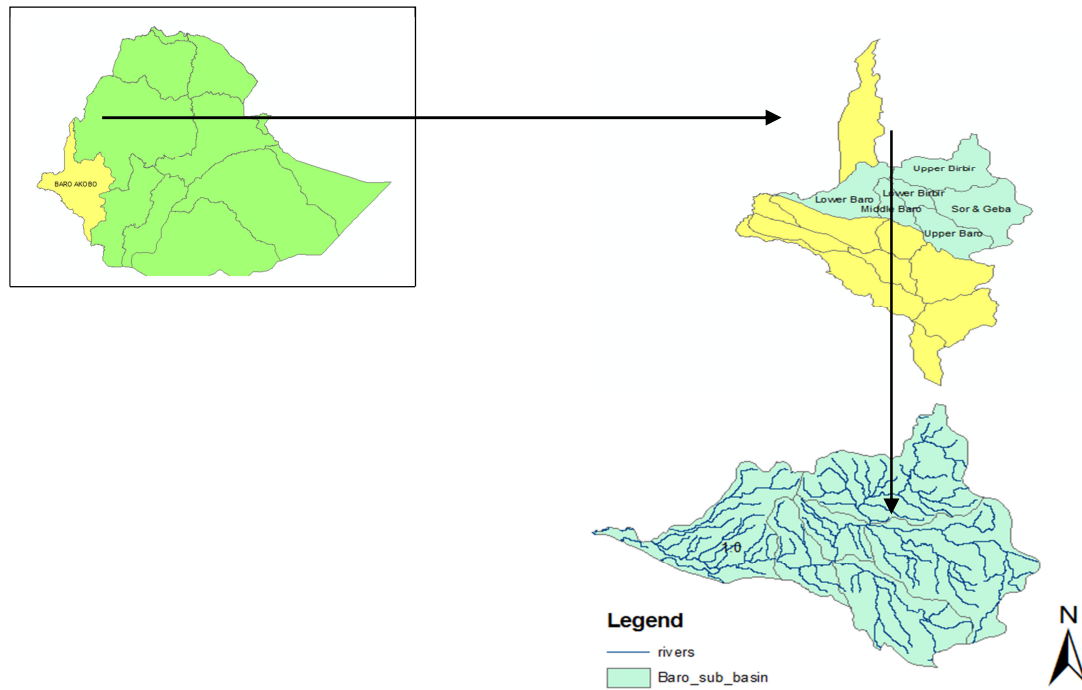 BARO AKOBO
Upper Dirbir
Lower Birbir
Lower Baro
Middle Baro
Sor & Geba
Upper Baro
1:0
Legend
rivers
Baro_sub_basin
N